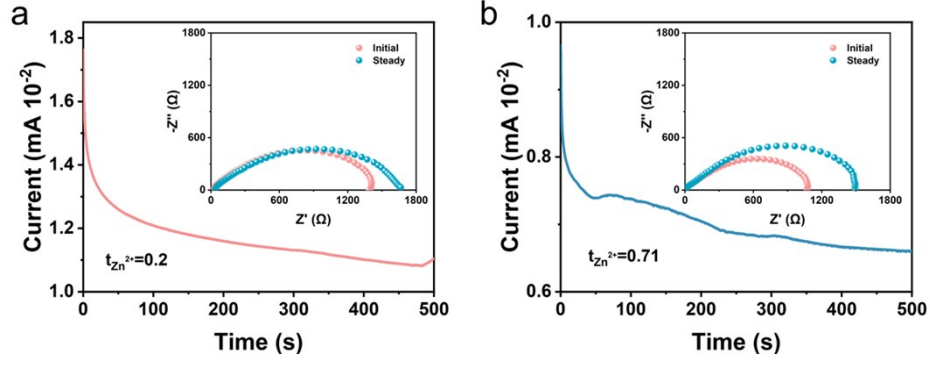 a
Current (mA 10⁻²)
1.8
1.6
1.4
1.2
1.0
0 100 200 300 400 500
Time (s)
t_Zn²⁺=0.2
-Z'' (Ω)
1800
1200
600
0
0 600 1200 1800
Z' (Ω)
Initial
Steady
b
Current (mA 10⁻²)
1.0
0.8
0.6
0 100 200 300 400 500
Time (s)
t_Zn²⁺=0.71
-Z'' (Ω)
1800
1200
600
0
0 600 1200 1800
Z' (Ω)
Initial
Steady